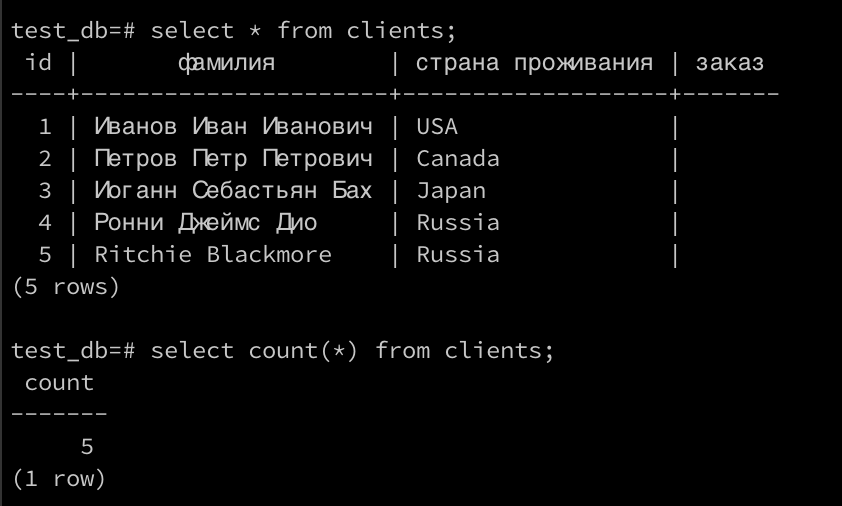 test_db=# select * from clients;
 id |       фамилия        | страна проживания | заказ
----+----------------------+-------------------+-------
  1 | Иванов Иван Иванович | USA               |
  2 | Петров Петр Петрович | Canada            |
  3 | Иоганн Себастьян Бах | Japan             |
  4 | Ронни Джеймс Дио     | Russia            |
  5 | Ritchie Blackmore    | Russia            |
(5 rows)

test_db=# select count(*) from clients;
 count
-------
     5
(1 row)